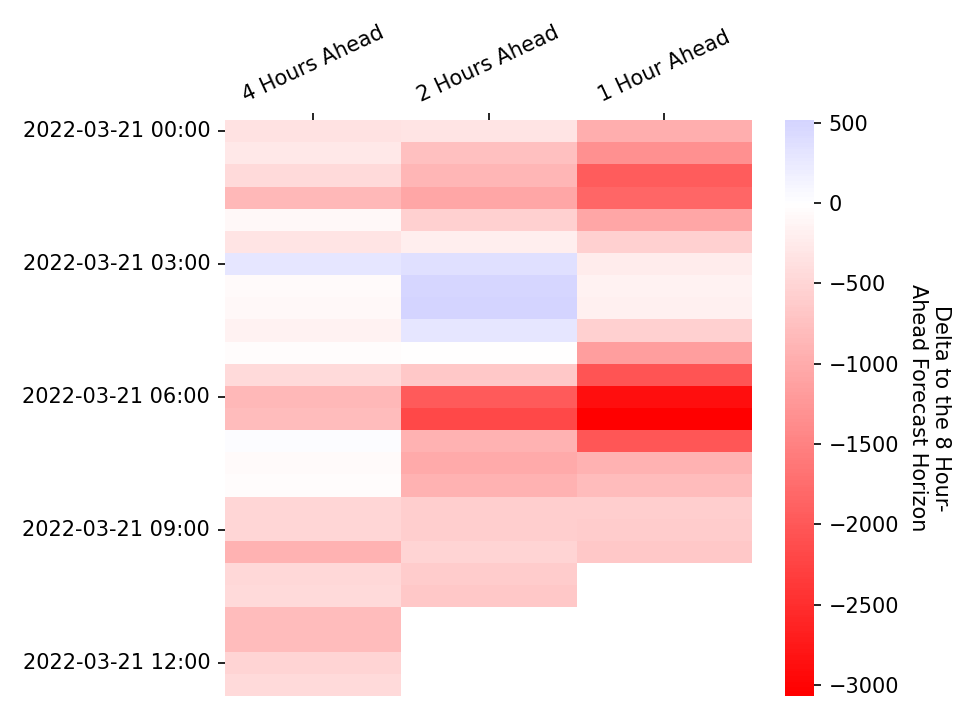 4 Hours Ahead
2 Hours Ahead
1 Hour Ahead
2022-03-21 00:00
2022-03-21 03:00
2022-03-21 06:00
2022-03-21 09:00
2022-03-21 12:00
500
0
−500
−1000
−1500
−2000
−2500
−3000
Delta to the 8 Hour-
Ahead Forecast Horizon